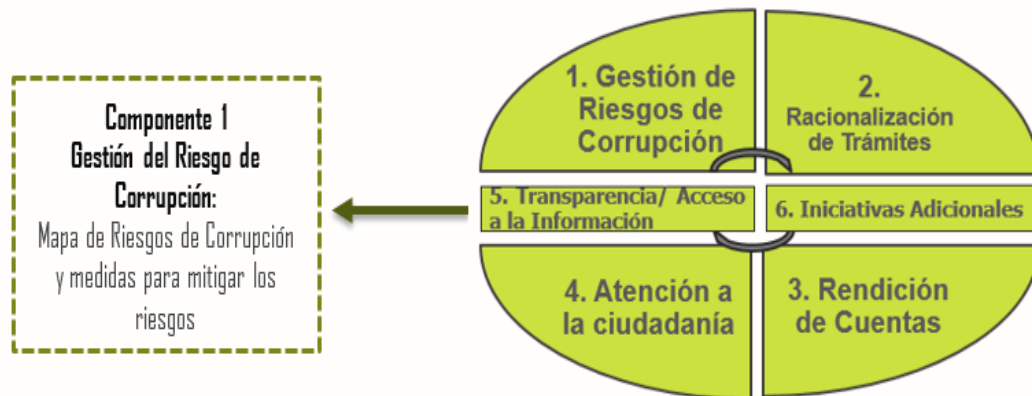 Componente 1
Gestión del Riesgo de
Corrupción:
Mapa de Riesgos de Corrupción
y medidas para mitigar los
riesgos
1. Gestión de
Riesgos de
Corrupción
2.
Racionalización
de Trámites
5. Transparencia/ Acceso
a la Información
6. Iniciativas Adicionales
4. Atención a
la ciudadanía
3. Rendición
de Cuentas